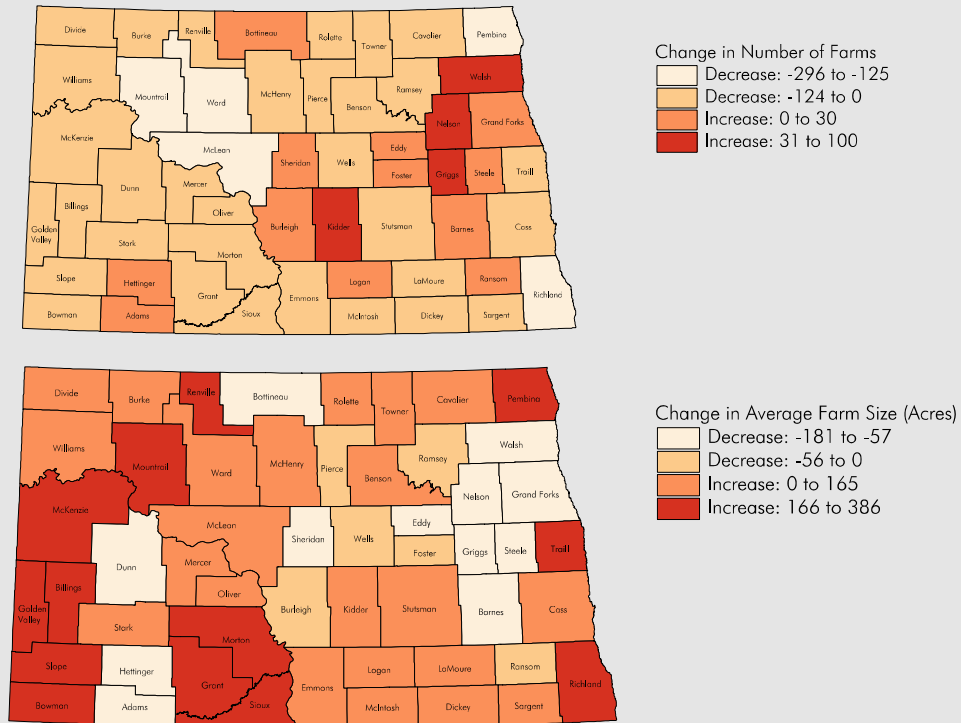 Divide
Burke
Renville
Bottineau
Rolette
Towner
Cavalier
Pembina
Williams
Mountrail
Ward
McHenry
Pierce
Benson
Ramsey
Walsh
McKenzie
McLean
Sheridan
Wells
Eddy
Foster
Nelson
Grand Forks
Dunn
Mercer
Oliver
Griggs
Steele
Traill
Golden
Valley
Billings
Stark
Morton
Burleigh
Kidder
Stutsman
Barnes
Cass
Slope
Hettinger
Grant
Emmons
Logan
LaMoure
Ransom
Richland
Bowman
Adams
Sioux
McIntosh
Dickey
Sargent
Change in Number of Farms
Decrease: -296 to -125
Decrease: -124 to 0
Increase: 0 to 30
Increase: 31 to 100
Divide
Burke
Renville
Bottineau
Rolette
Towner
Cavalier
Pembina
Williams
Mountrail
Ward
McHenry
Pierce
Benson
Ramsey
Walsh
McKenzie
McLean
Sheridan
Wells
Eddy
Foster
Nelson
Grand Forks
Dunn
Mercer
Oliver
Griggs
Steele
Traill
Golden
Valley
Billings
Stark
Morton
Burleigh
Kidder
Stutsman
Barnes
Cass
Slope
Hettinger
Grant
Emmons
Logan
LaMoure
Ransom
Richland
Bowman
Adams
Sioux
McIntosh
Dickey
Sargent
Change in Average Farm Size (Acres)
Decrease: -181 to -57
Decrease: -56 to 0
Increase: 0 to 165
Increase: 166 to 386